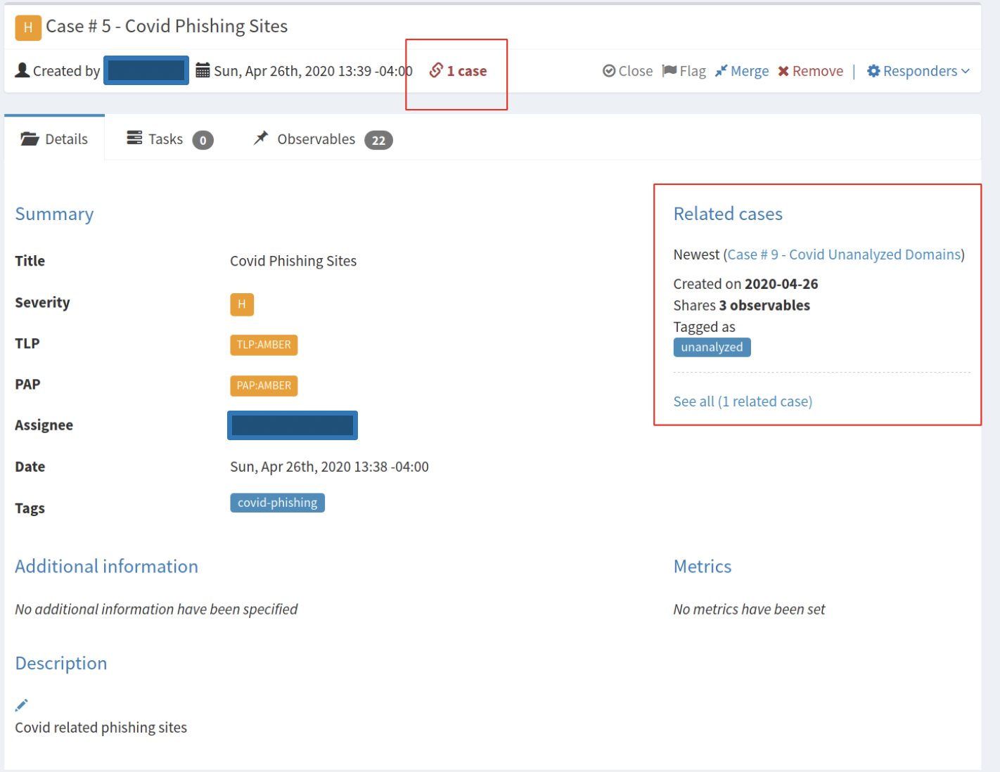 H Case # 5 - Covid Phishing Sites
Created by Sun, Apr 26th, 2020 13:39 -04:00 1 case Close Flag Merge Remove | Responders
Details Tasks 0 Observables 22
Summary
Title Covid Phishing Sites
Severity H
TLP TLP:AMBER
PAP PAP:AMBER
Assignee
Date Sun, Apr 26th, 2020 13:38 -04:00
Tags covid-phishing
Related cases
Newest (Case # 9 - Covid Unanalyzed Domains)
Created on 2020-04-26
Shares 3 observables
Tagged as
unanalyzed
See all (1 related case)
Additional information
No additional information have been specified
Metrics
No metrics have been set
Description
Covid related phishing sites